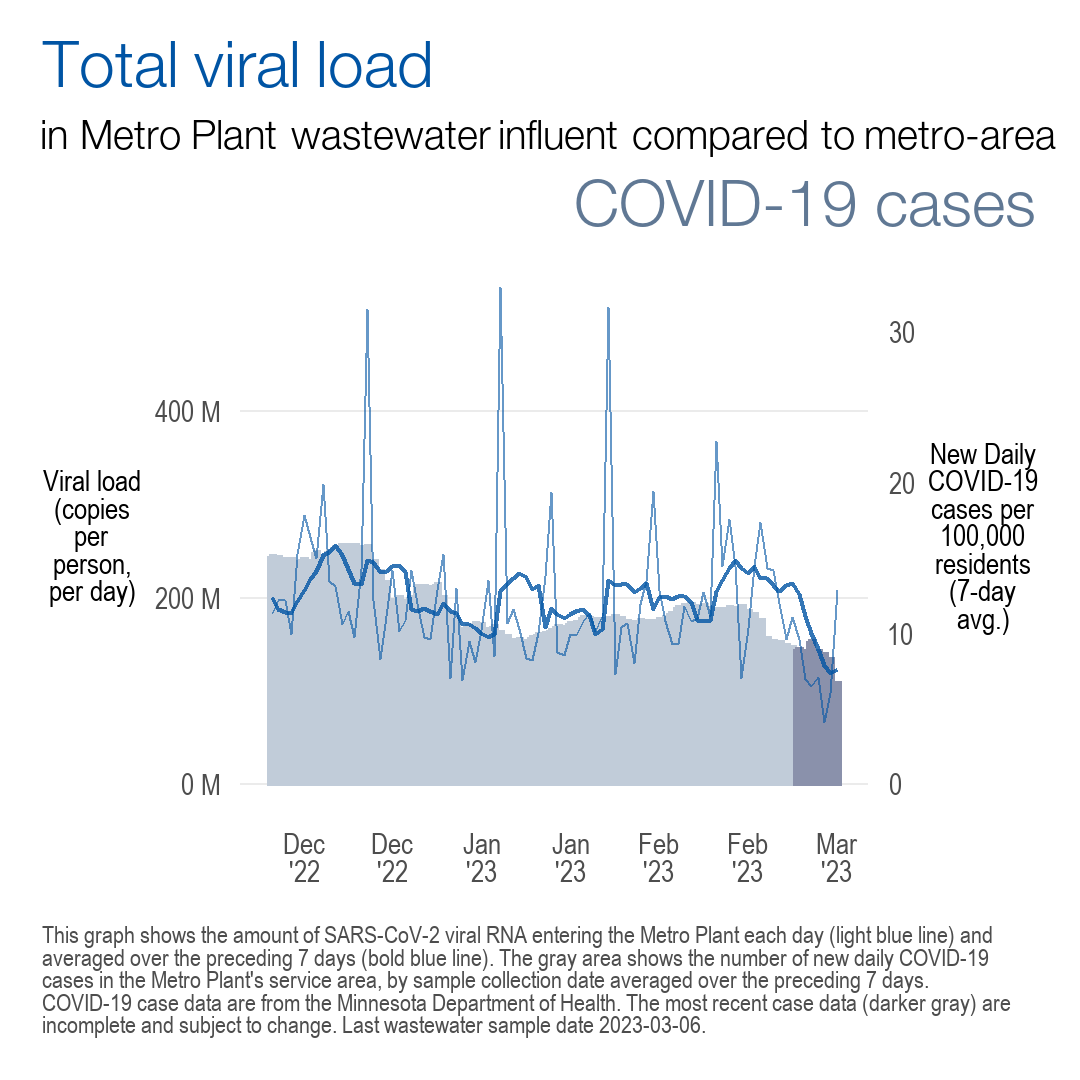 Total viral load
in Metro Plant wastewater influent compared to metro-area
COVID-19 cases
30
400 M
20
Viral load
(copies
per
person,
per day)
New Daily
COVID-19
cases per
100,000
residents
(7-day
avg.)
200 M
10
0 M
0
Dec
'22
Dec
'22
Jan
'23
Jan
'23
Feb
'23
Feb
'23
Mar
'23
This graph shows the amount of SARS-CoV-2 viral RNA entering the Metro Plant each day (light blue line) and
averaged over the preceding 7 days (bold blue line). The gray area shows the number of new daily COVID-19
cases in the Metro Plant's service area, by sample collection date averaged over the preceding 7 days.
COVID-19 case data are from the Minnesota Department of Health. The most recent case data (darker gray) are
incomplete and subject to change. Last wastewater sample date 2023-03-06.